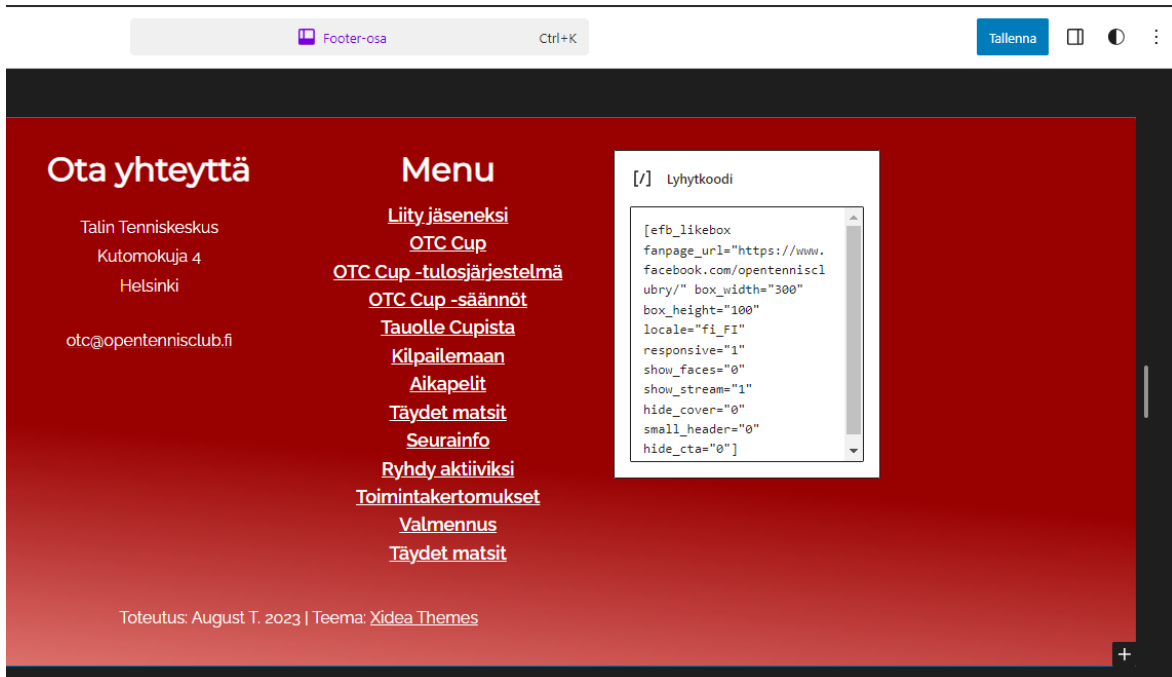 Footer-osa Ctrl+K
Tallenna
Ota yhteyttä
Talin Tenniskeskus
Kutomokuja 4
Helsinki
otc@opentennisclub.fi
Menu
Liity jäseneksi
OTC Cup
OTC Cup -tulosjärjestelmä
OTC Cup -säännöt
Tauolle Cupista
Kilpailemaan
Aikapelit
Täydet matsit
Seurainfo
Ryhdy aktiiviksi
Toimintakertomukset
Valmennus
Täydet matsit
[/] Lyhytkoodi
[efb_likebox
fanpage_url="https://www.
facebook.com/opentenniscl
ubry/" box_width="300"
box_height="100"
locale="fi_FI"
responsive="1"
show_faces="0"
show_stream="1"
hide_cover="0"
small_header="0"
hide_cta="0"]
Toteutus: August T. 2023 | Teema: Xidea Themes